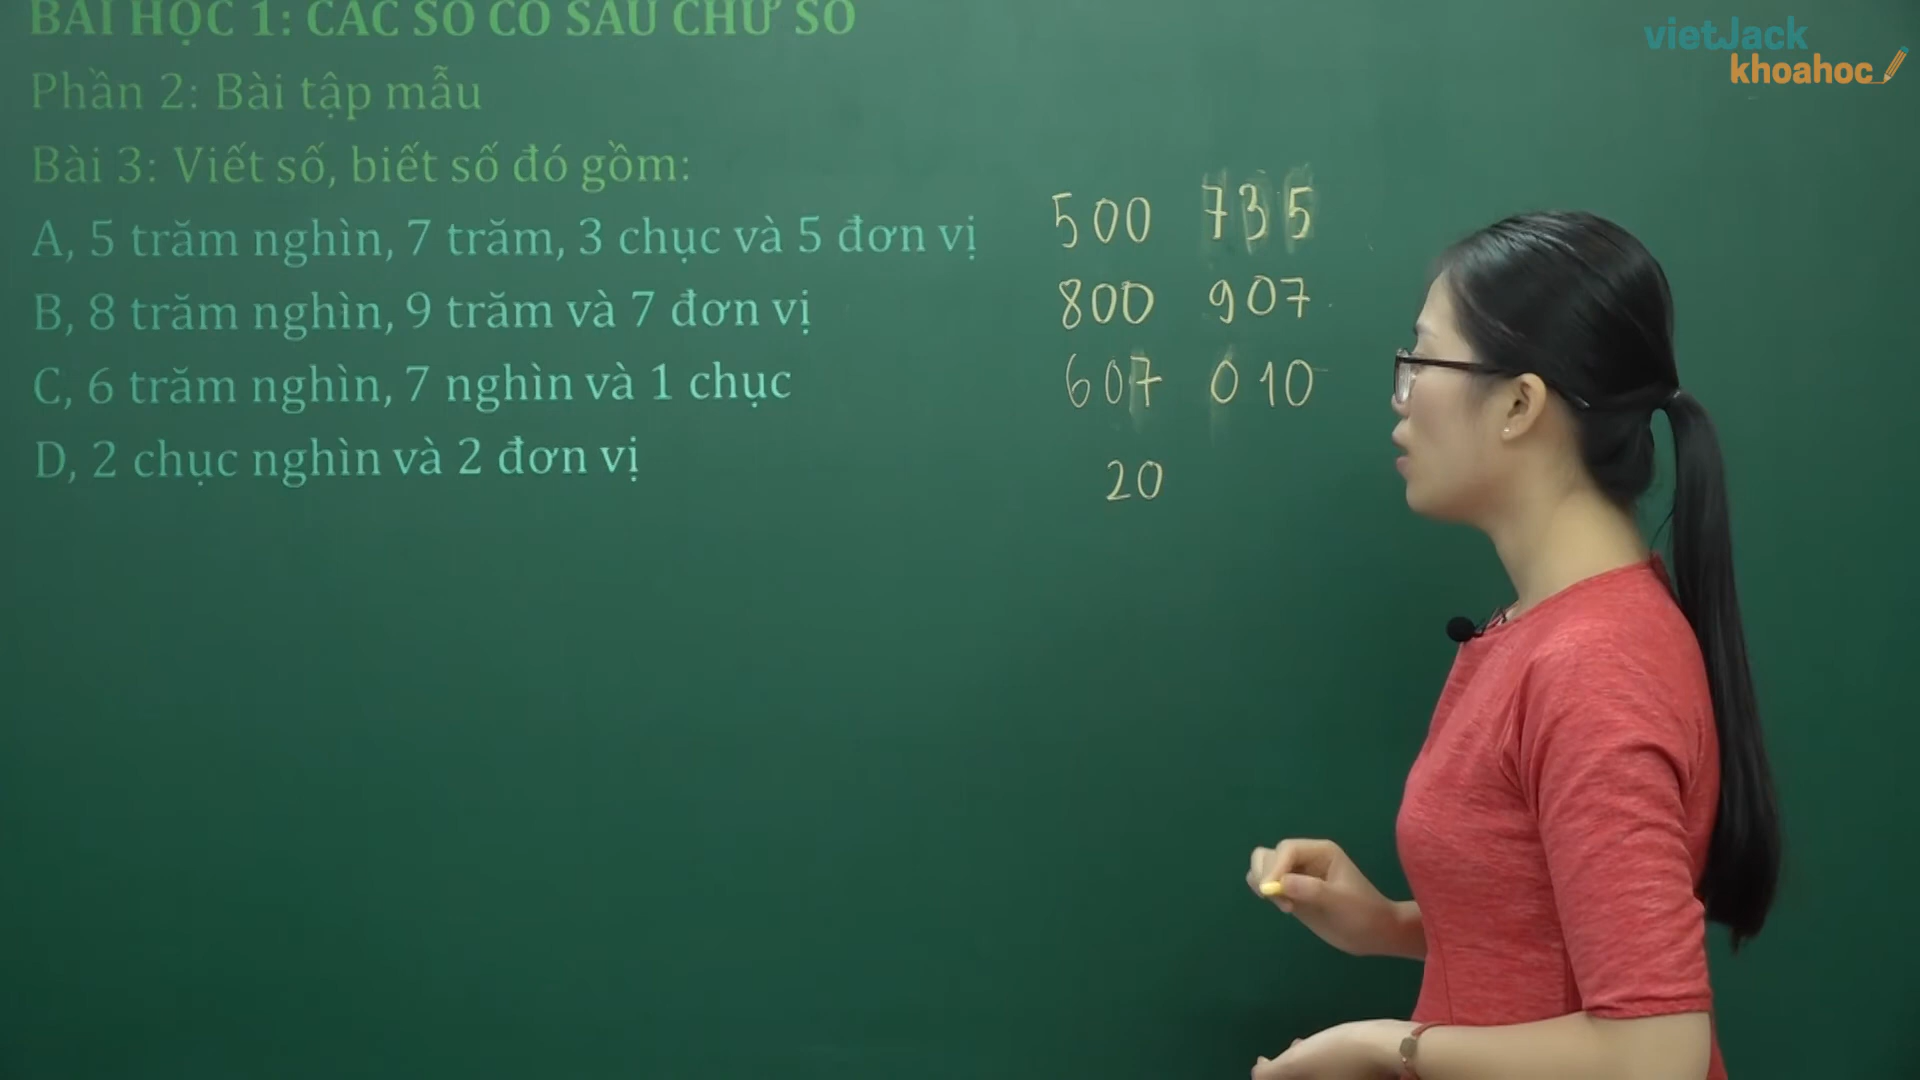 BÀI HỌC 1: CÁC SỐ CÓ SÁU CHỮ SỐ
vietJack
khoahoc
Phần 2: Bài tập mẫu
Bài 3: Viết số, biết số đó gồm:
A, 5 trăm nghìn, 7 trăm, 3 chục và 5 đơn vị 500 735
B, 8 trăm nghìn, 9 trăm và 7 đơn vị 800 907
C, 6 trăm nghìn, 7 nghìn và 1 chục 607 010
D, 2 chục nghìn và 2 đơn vị 20